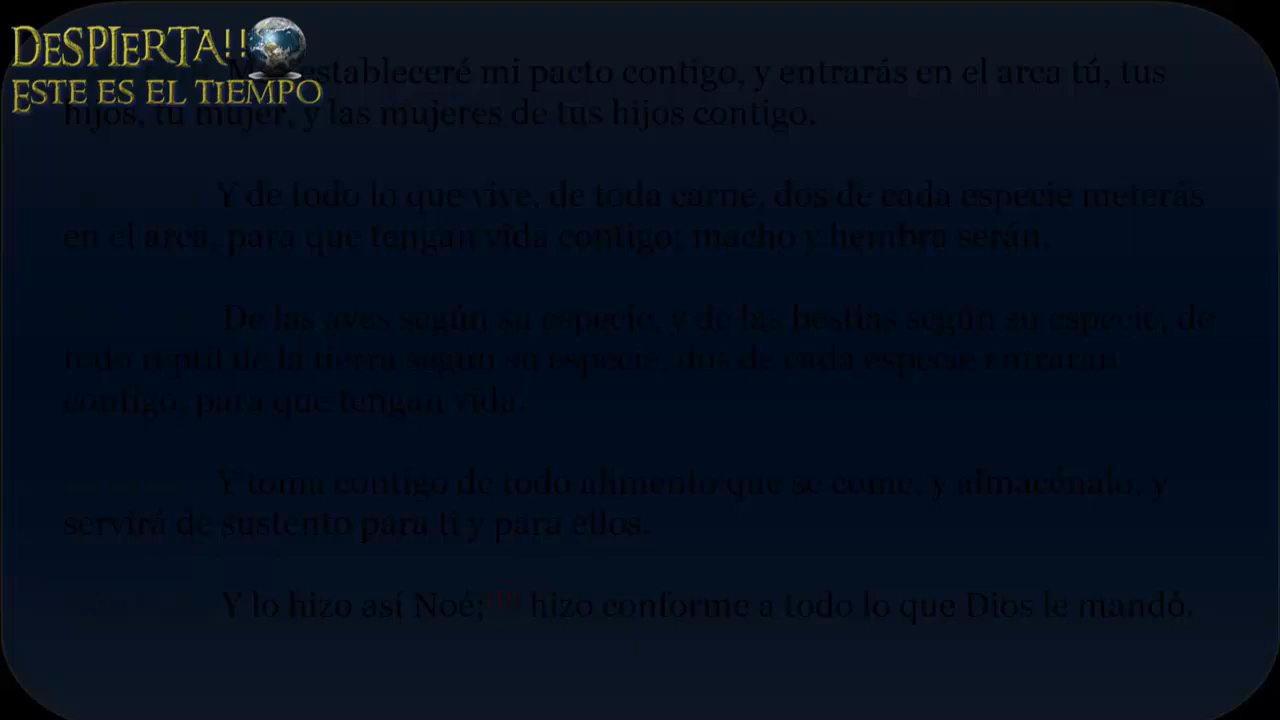 DESPIERTA!!
ESTE ES EL TIEMPO
estableceré mi pacto contigo, y entrarás en el arca tú, tus
hijos, tu mujer, y las mujeres de tus hijos contigo.
Y de todo lo que vive, de toda carne, dos de cada especie meterás
en el arca, para que tengan vida contigo; macho y hembra serán.
De las aves según su especie, y de las bestias según su especie, de
todo reptil de la tierra según su especie, dos de cada especie entrarán
contigo, para que tengan vida.
Y toma contigo de todo alimento que se come, y almacénalo, y
servirá de sustento para ti y para ellos.
Y lo hizo así Noé; hizo conforme a todo lo que Dios le mandó.